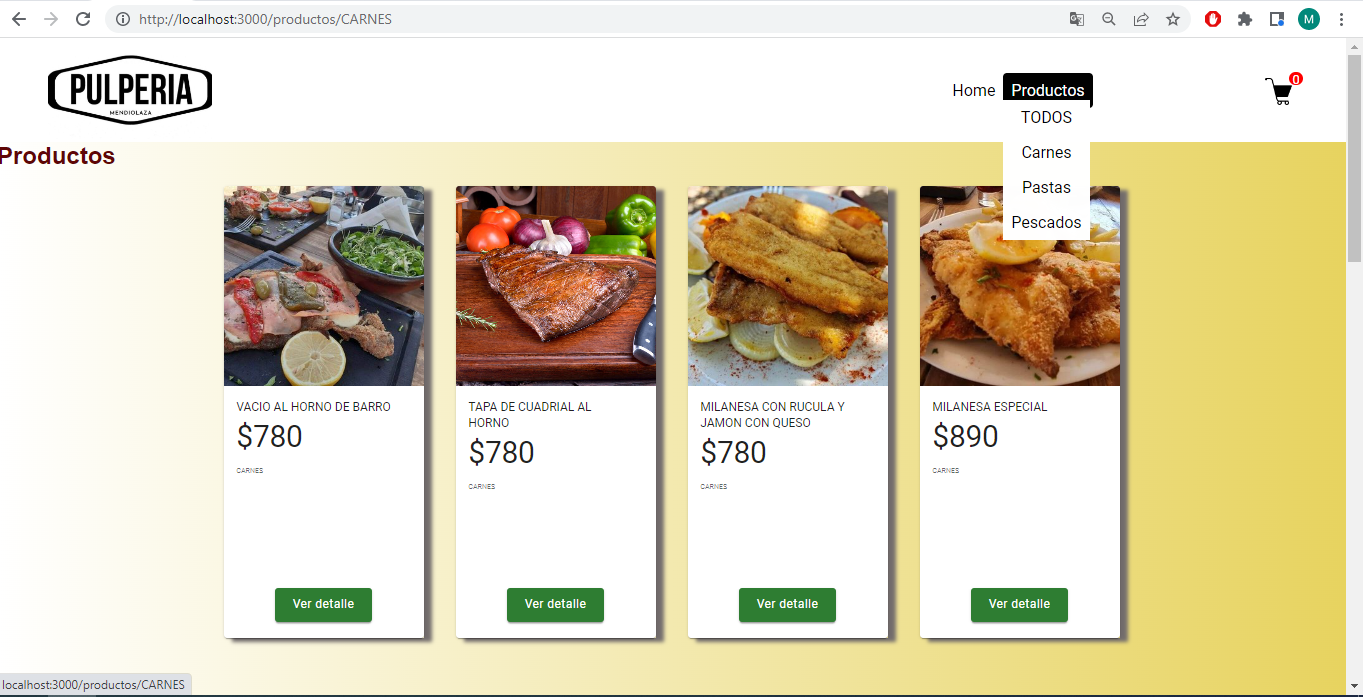 http://localhost:3000/productos/CARNES
M
PULPERIA
MENDIOLAZA
Home
Productos
0
TODOS
Carnes
Pastas
Pescados
Productos
VACIO AL HORNO DE BARRO
$780
CARNES
Ver detalle
TAPA DE CUADRIAL AL
HORNO
$780
CARNES
Ver detalle
MILANESA CON RUCULA Y
JAMON CON QUESO
$780
CARNES
Ver detalle
MILANESA ESPECIAL
$890
CARNES
Ver detalle
localhost:3000/productos/CARNES